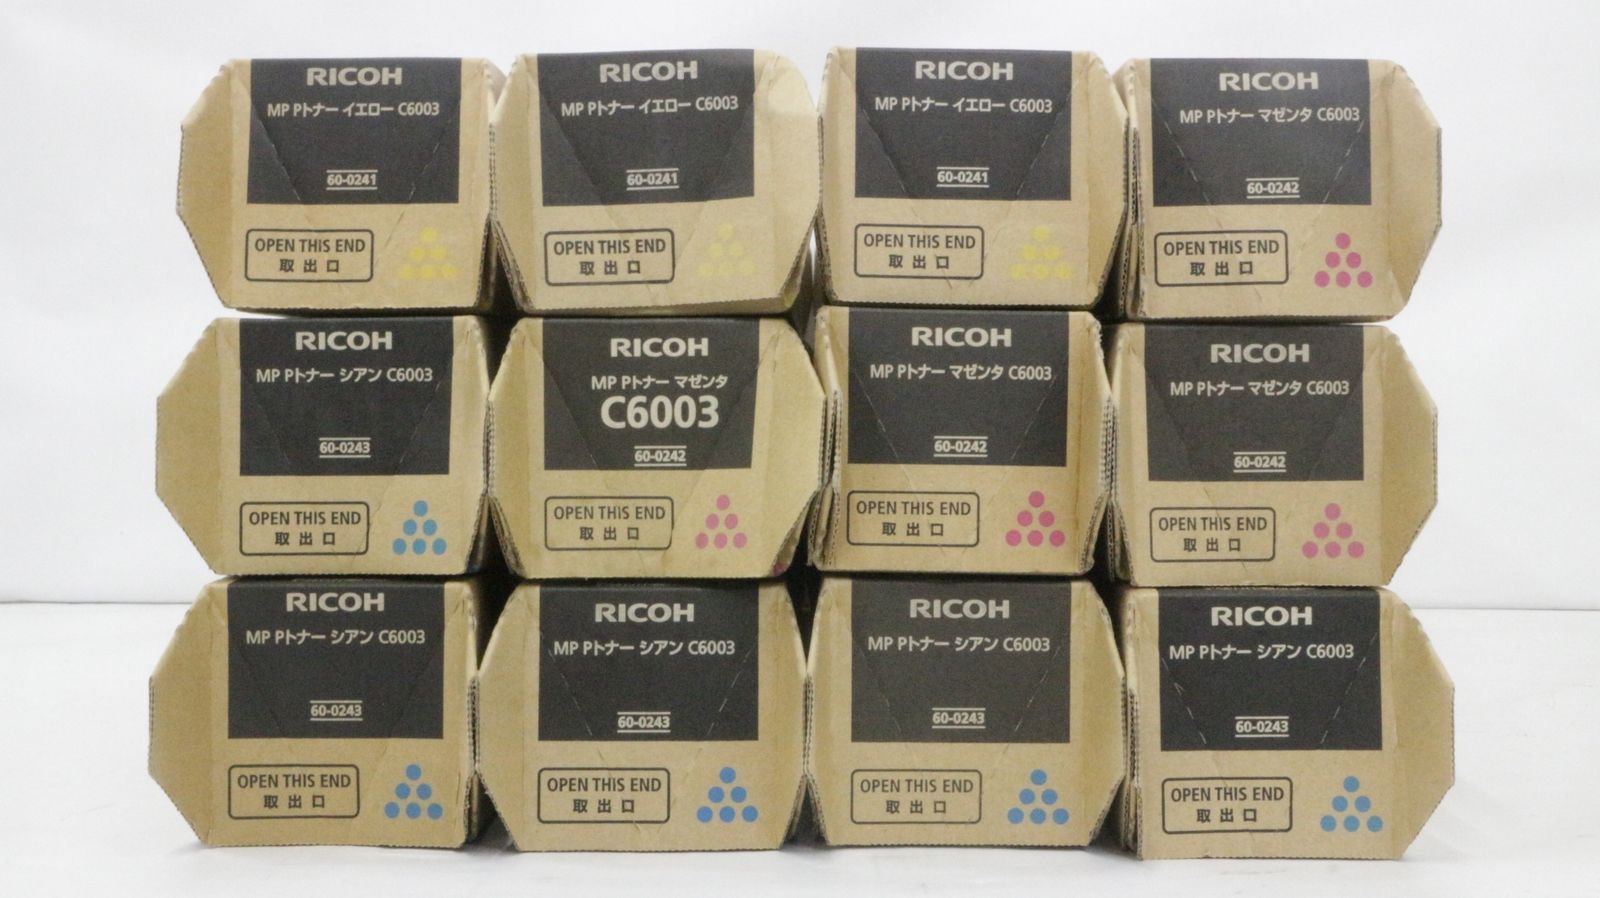 RICOH
MP Pトナー イエロー C6003
60-0241
OPEN THIS END
取出口
RICOH
MP Pトナー イエロー C6003
60-0241
OPEN THIS END
取出口
RICOH
MP Pトナー イエロー C6003
60-0241
OPEN THIS END
取出口
RICOH
MP Pトナー マゼンタ C6003
60-0242
OPEN THIS END
取出口
RICOH
MP Pトナー シアン C6003
60-0243
OPEN THIS END
取出口
RICOH
MP Pトナー マゼンタ
C6003
60-0242
OPEN THIS END
取出口
RICOH
MP Pトナー マゼンタ C6003
60-0242
OPEN THIS END
取出口
RICOH
MP Pトナー マゼンタ C6003
60-0242
OPEN THIS END
取出口
RICOH
MP Pトナー シアン C6003
60-0243
OPEN THIS END
取出口
RICOH
MP Pトナー シアン C6003
60-0243
OPEN THIS END
取出口
RICOH
MP Pトナー シアン C6003
60-0243
OPEN THIS END
取出口
RICOH
MP Pトナー シアン C6003
60-0243
OPEN THIS END
取出口